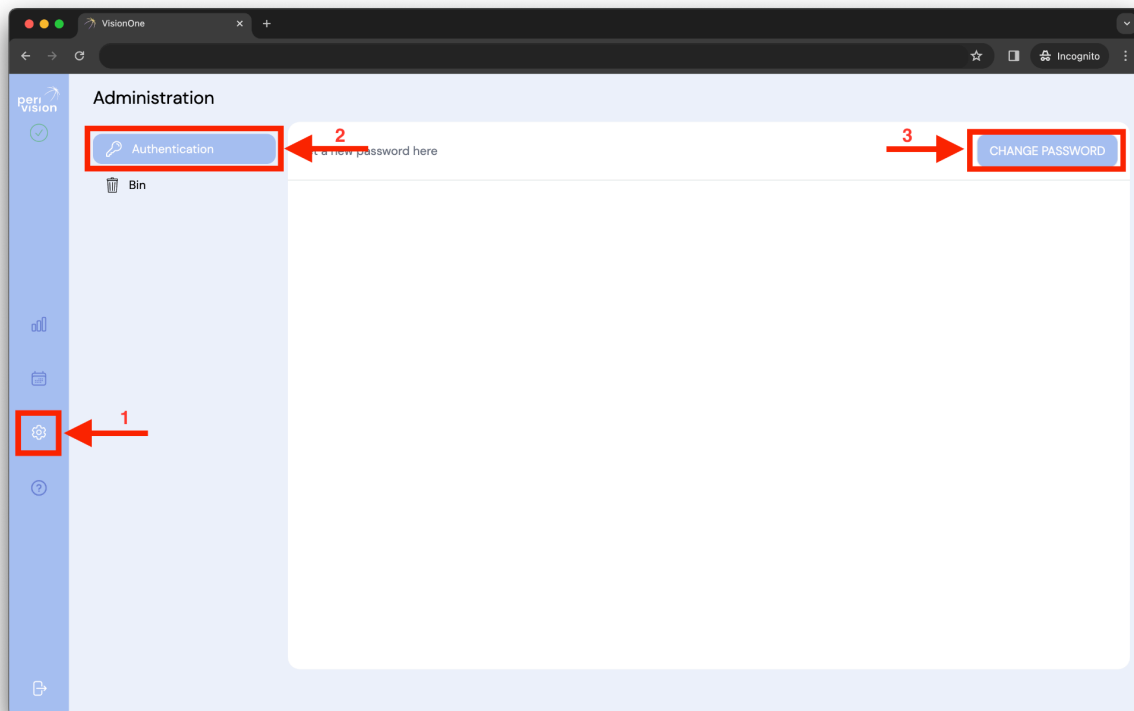 VisionOne
Incognito
peri
vision
Administration
Authentication
2
a new password here
3
CHANGE PASSWORD
Bin
1
?